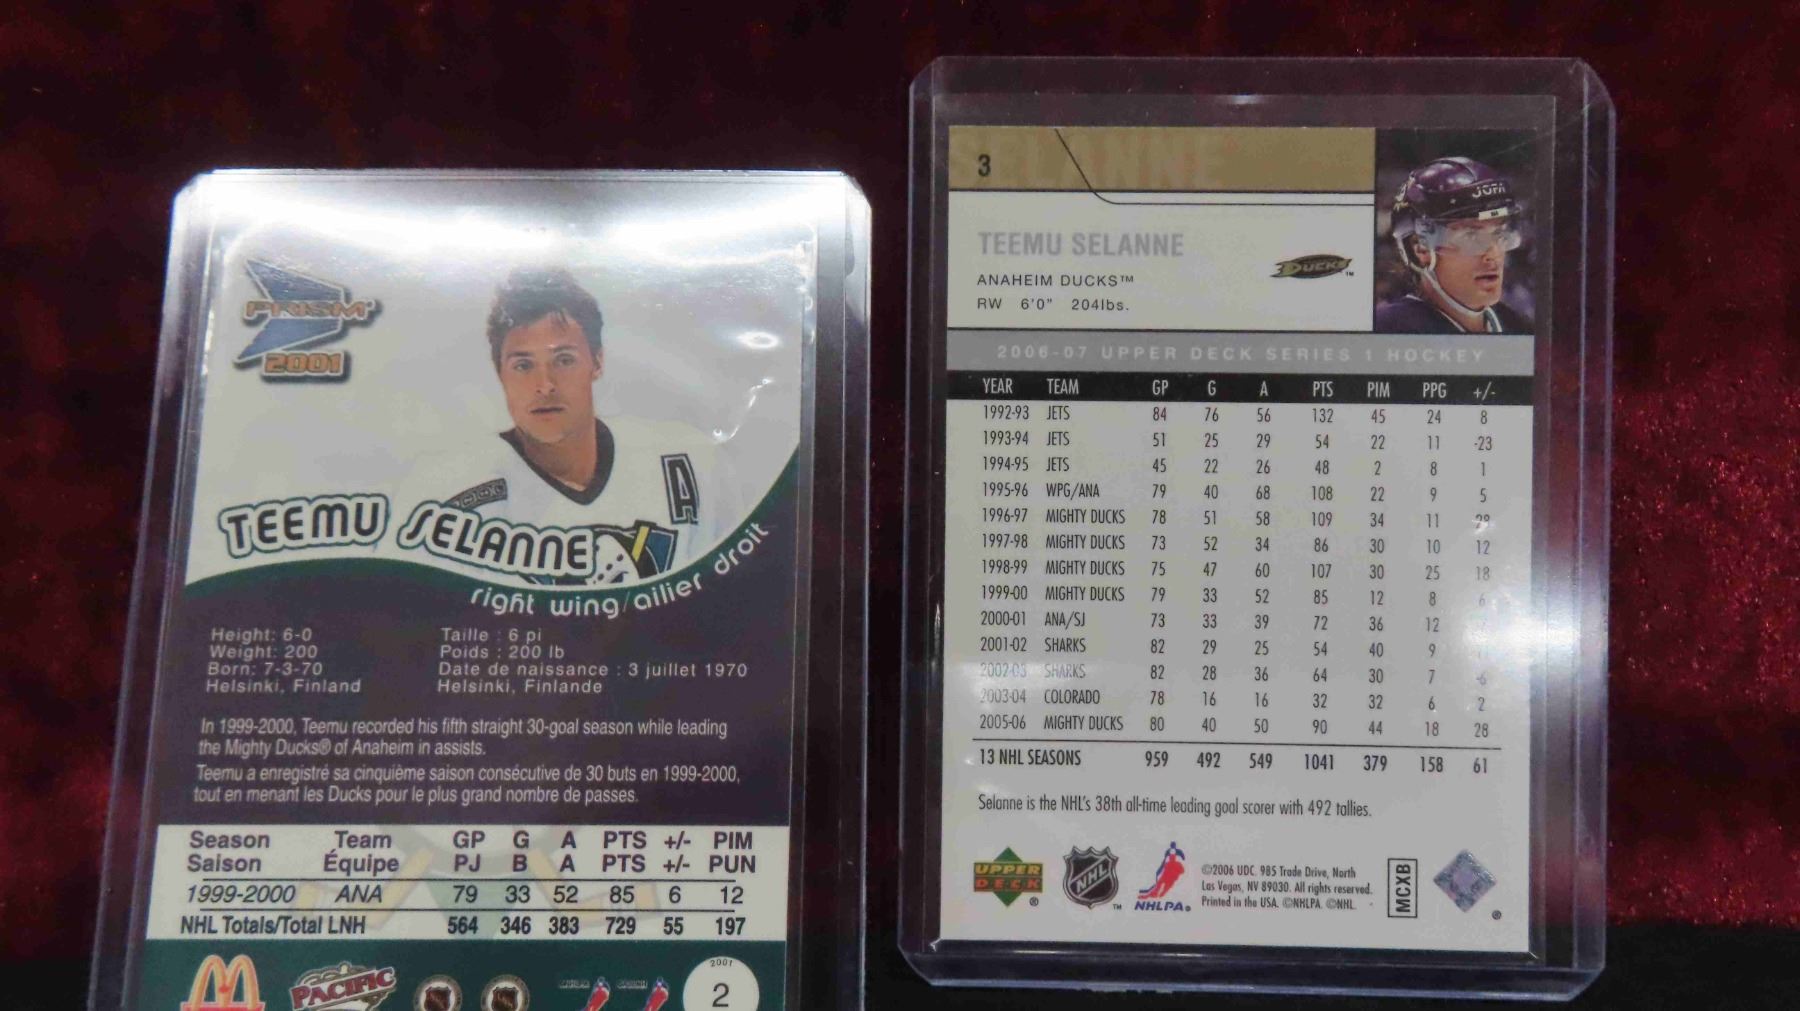 PRISM
2001
A
TEEMU SELANNE
right wing/ailier droit
Height: 6-0
Weight: 200
Born: 7-3-70
Helsinki, Finland
Taille : 6 pi
Poids : 200 lb
Date de naissance : 3 juillet 1970
Helsinki, Finlande
In 1999-2000, Teemu recorded his fifth straight 30-goal season while leading
the Mighty Ducks® of Anaheim in assists.
Teemu a enregistré sa cinquième saison consécutive de 30 buts en 1999-2000,
tout en menant les Ducks pour le plus grand nombre de passes.
Season Team GP G A PTS +/- PIM
Saison Équipe PJ B A PTS +/- PUN
1999-2000 ANA 79 33 52 85 6 12
NHL Totals/Total LNH 564 346 383 729 55 197
PACIFIC
2001
2
SELANNE
3
JOFA
TEEMU SELANNE
DUCKS™
ANAHEIM DUCKS™
RW 6'0" 204lbs.
2006-07 UPPER DECK SERIES 1 HOCKEY
YEAR TEAM GP G A PTS PIM PPG +/-
1992-93 JETS 84 76 56 132 45 24 8
1993-94 JETS 51 25 29 54 22 11 -23
1994-95 JETS 45 22 26 48 2 8 1
1995-96 WPG/ANA 79 40 68 108 22 9 5
1996-97 MIGHTY DUCKS 78 51 58 109 34 11
1997-98 MIGHTY DUCKS 73 52 34 86 30 10 12
1998-99 MIGHTY DUCKS 75 47 60 107 30 25 18
1999-00 MIGHTY DUCKS 79 33 52 85 12 8 6
2000-01 ANA/SJ 73 33 39 72 36 12
2001-02 SHARKS 82 29 25 54 40 9
2002-03 SHARKS 82 28 36 64 30 7 -6
2003-04 COLORADO 78 16 16 32 32 6 2
2005-06 MIGHTY DUCKS 80 40 50 90 44 18 28
13 NHL SEASONS 959 492 549 1041 379 158 61
Selanne is the NHL's 38th all-time leading goal scorer with 492 tallies.
UPPER
DECK
®
NHL
™
NHLPA®
©2006 UDC. 985 Trade Drive, North
Las Vegas, NV 89030. All rights reserved.
Printed in the USA. ©NHLPA. ©NHL.
MCXB
®